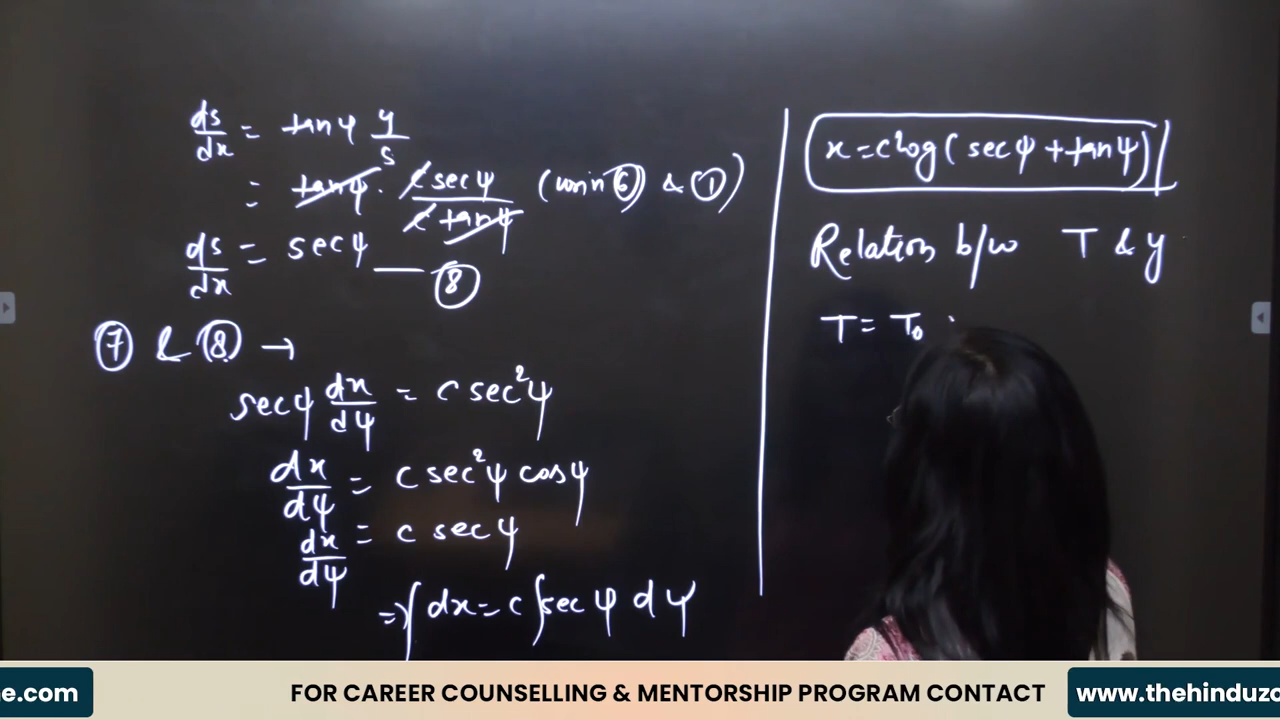 ds/dx = tanψ y/s
= tanψ · c secψ / c tanψ (using ⑥ & ①)
ds/dx = secψ — ⑧
⑦ & ⑧ →
secψ dx/dψ = c sec²ψ
dx/dψ = c sec²ψ cosψ
dx/dψ = c secψ
=> ∫dx = c ∫sec ψ dψ
x = c log(secψ + tanψ)
Relation b/w T & y
T = T₀
e.com
FOR CAREER COUNSELLING & MENTORSHIP PROGRAM CONTACT
www.thehinduz